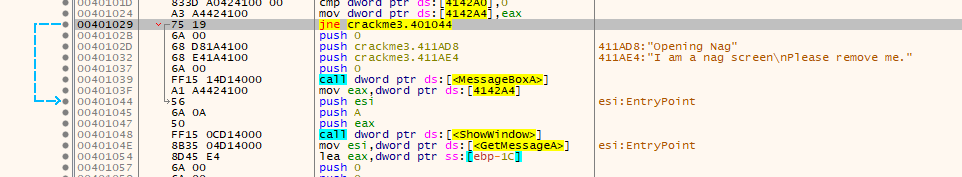 0040101D 833D A0424100 00 cmp dword ptr ds:[4142A0],0
00401024 A3 A4424100 mov dword ptr ds:[4142A4],eax
00401029 75 19 jne crackme3.401044
0040102B 6A 00 push 0
0040102D 68 D81A4100 push crackme3.411AD8 411AD8:"Opening Nag"
00401032 68 E41A4100 push crackme3.411AE4 411AE4:"I am a nag screen\nPlease remove me."
00401037 6A 00 push 0
00401039 FF15 14D14000 call dword ptr ds:[<MessageBoxA>]
0040103F A1 A4424100 mov eax,dword ptr ds:[4142A4]
00401044 56 push esi esi:EntryPoint
00401045 6A 0A push A
00401047 50 push eax
00401048 FF15 0CD14000 call dword ptr ds:[<ShowWindow>]
0040104E 8B35 04D14000 mov esi,dword ptr ds:[<GetMessageA>] esi:EntryPoint
00401054 8D45 E4 lea eax,dword ptr ss:[ebp-1C]
00401057 6A 00 push 0